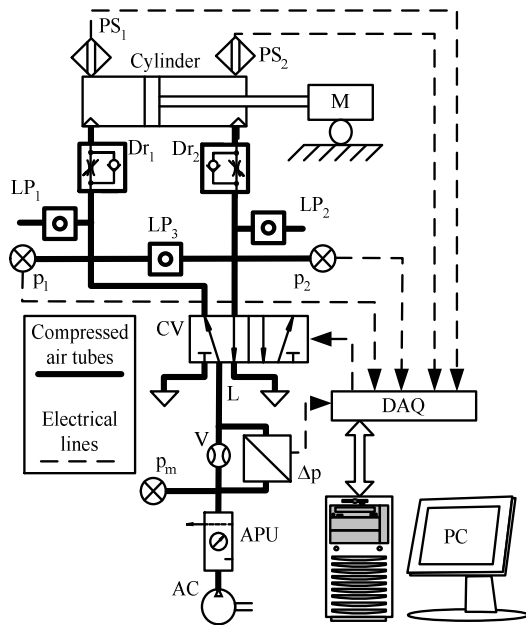 PS1
Cylinder
PS2
M
Dr1
Dr2
LP1
LP3
LP2
p1
p2
CV
Compressed
air tubes
Electrical
lines
L
DAQ
V
Δp
pm
APU
PC
AC